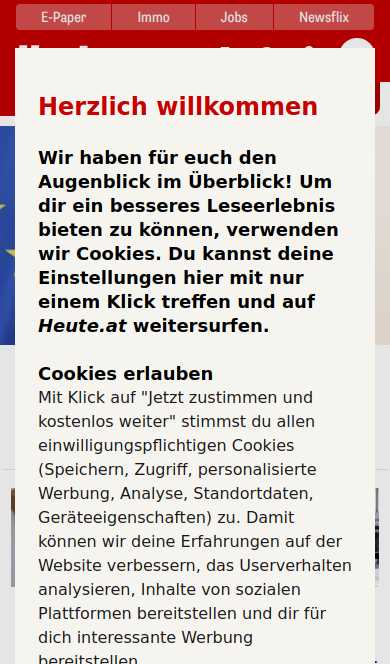 E-Paper
Immo
Jobs
Newsflix
Herzlich willkommen
Wir haben für euch den
Augenblick im Überblick! Um
dir ein besseres Leseerlebnis
bieten zu können, verwenden
wir Cookies. Du kannst deine
Einstellungen hier mit nur
einem Klick treffen und auf
Heute.at weitersurfen.
Cookies erlauben
Mit Klick auf "Jetzt zustimmen und
kostenlos weiter" stimmst du allen
einwilligungspflichtigen Cookies
(Speichern, Zugriff, personalisierte
Werbung, Analyse, Standortdaten,
Geräteeigenschaften) zu. Damit
können wir deine Erfahrungen auf der
Website verbessern, das Userverhalten
analysieren, Inhalte von sozialen
Plattformen bereitstellen und dir für
dich interessante Werbung
bereitstellen